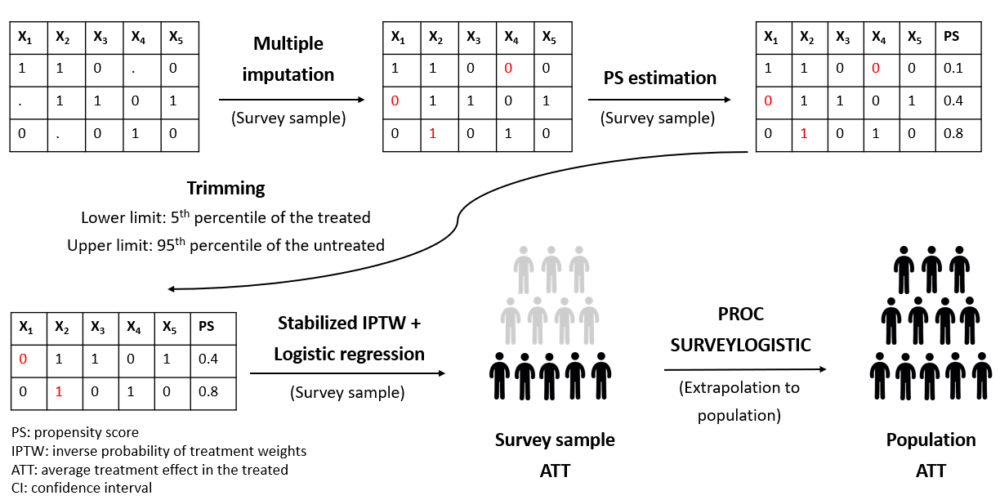 X1 X2 X3 X4 X5
1 1 0 . 0
. 1 1 0 1
0 . 0 1 0
Multiple
imputation
(Survey sample)
X1 X2 X3 X4 X5
1 1 0 0 0
0 1 1 0 1
0 1 0 1 0
PS estimation
(Survey sample)
X1 X2 X3 X4 X5 PS
1 1 0 0 0 0.1
0 1 1 0 1 0.4
0 1 0 1 0 0.8
Trimming
Lower limit: 5th percentile of the treated
Upper limit: 95th percentile of the untreated
X1 X2 X3 X4 X5 PS
0 1 1 0 1 0.4
0 1 0 1 0 0.8
Stabilized IPTW +
Logistic regression
(Survey sample)
Survey sample
ATT
PROC
SURVEYLOGISTIC
(Extrapolation to
population)
Population
ATT
PS: propensity score
IPTW: inverse probability of treatment weights
ATT: average treatment effect in the treated
CI: confidence interval